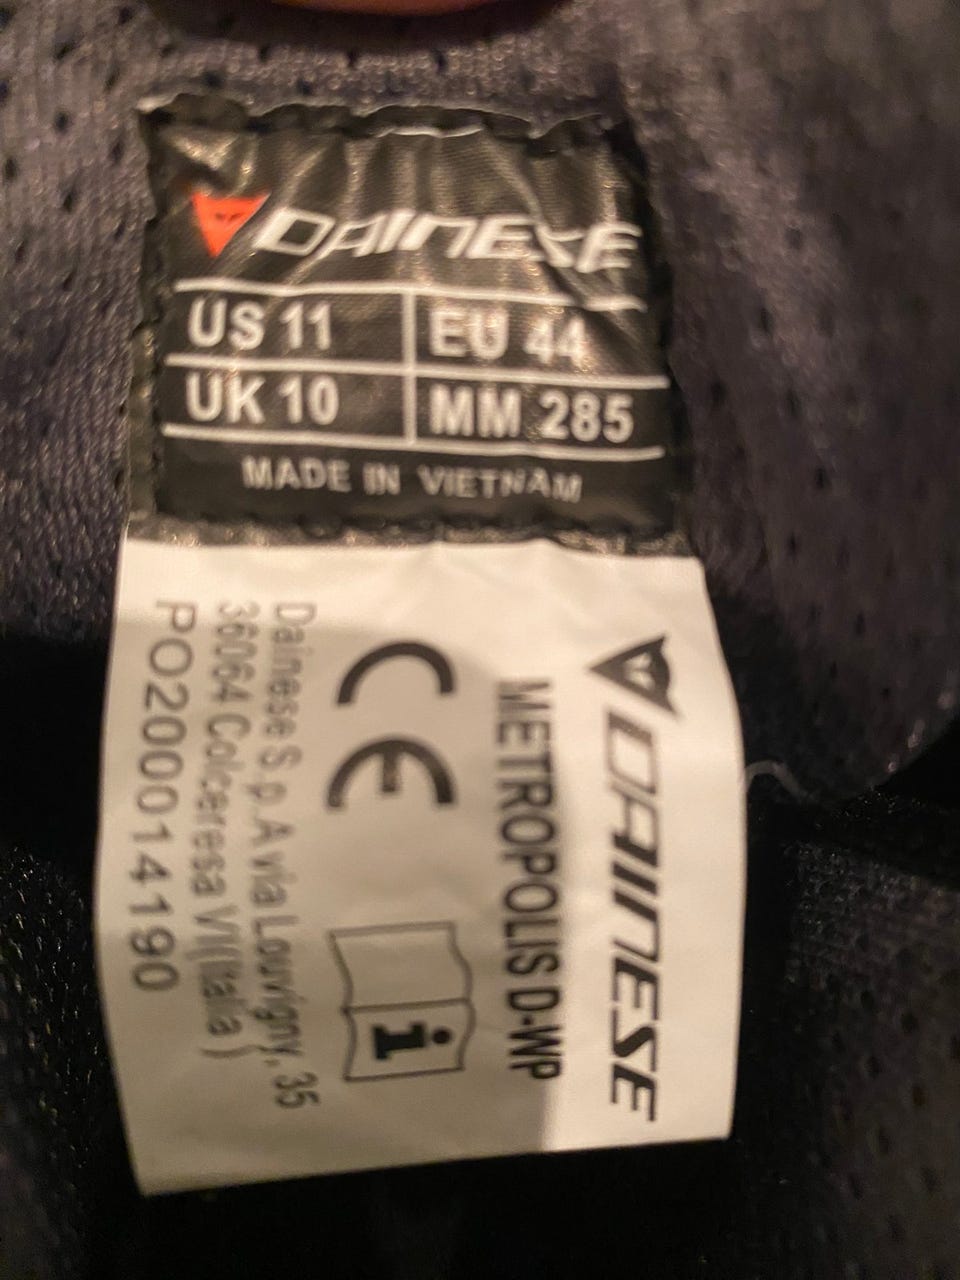 DAINESE
US 11 EU 44
UK 10 MM 285
MADE IN VIETNAM
DAINESE
METROPOLIS D-WP
CE
i
Dainese S.p.A via Louvigny, 35
36064 Colceresa VI(Italia)
PO200014190